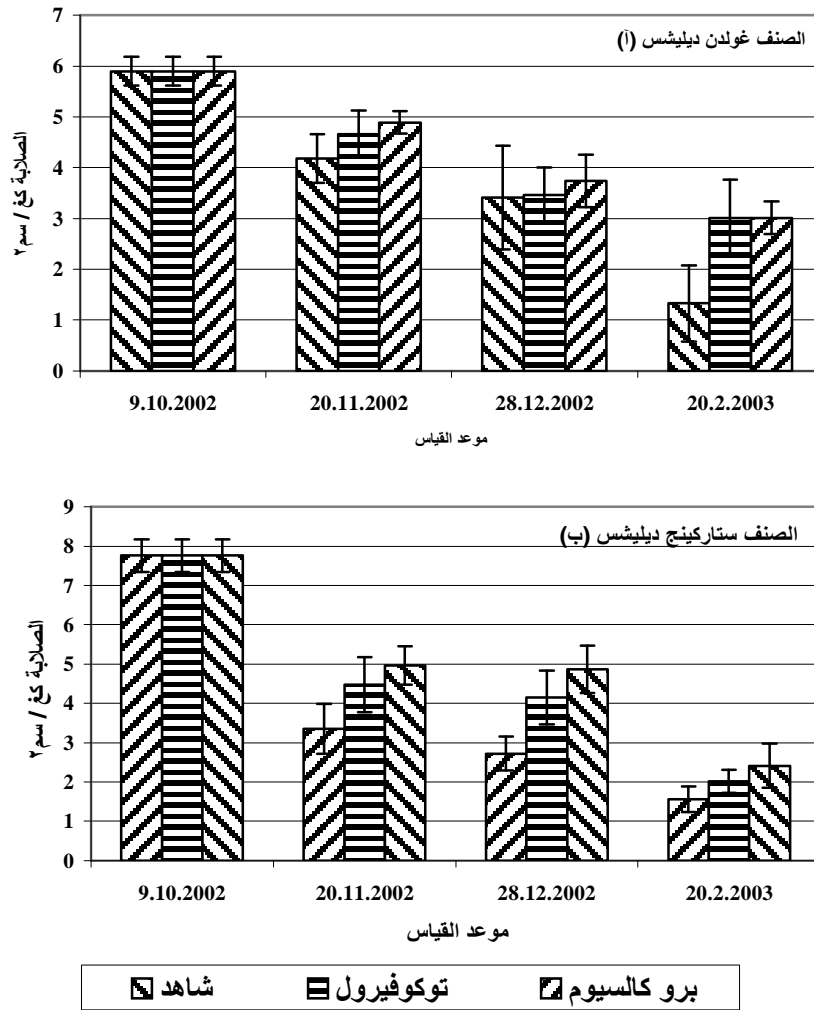 الصنف غولدن ديليشس (آ)
7
6
5
4
3
2
1
0
الصلابة كغ / سم٢
9.10.2002 20.11.2002 28.12.2002 20.2.2003
موعد القياس
الصنف ستاركينج ديليشس (ب)
9
8
7
6
5
4
3
2
1
0
الصلابة كغ / سم٢
9.10.2002 20.11.2002 28.12.2002 20.2.2003
موعد القياس
شاهد توكوفيرول برو كالسيوم